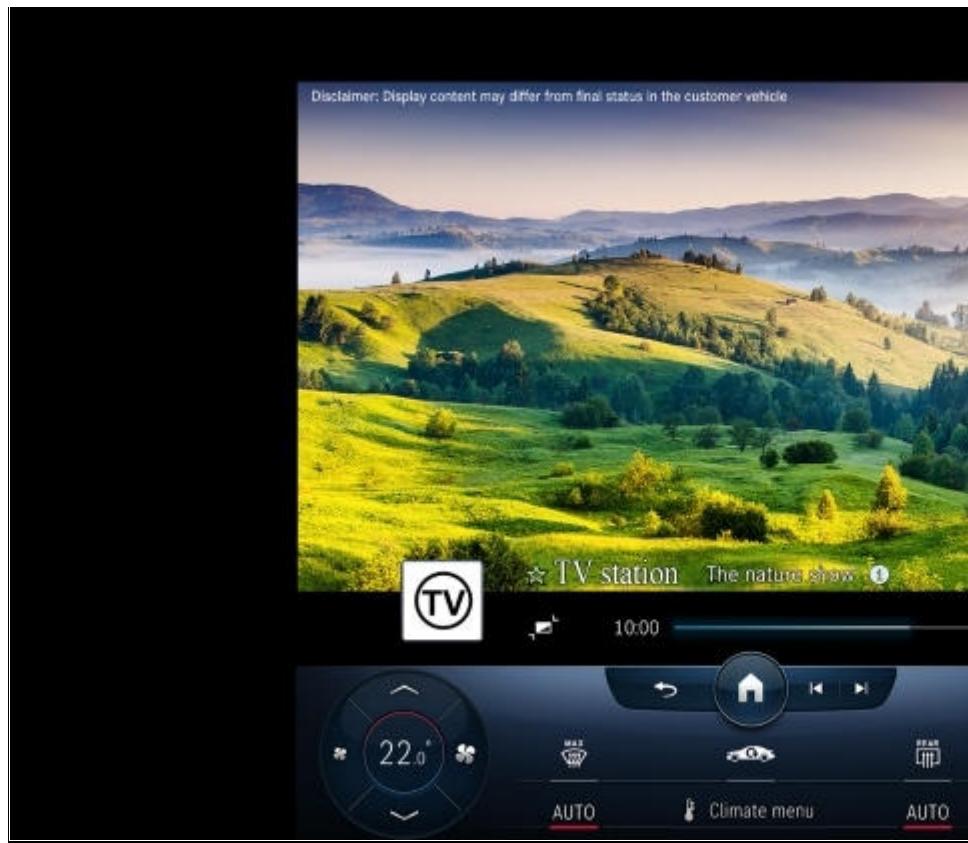 Disclaimer: Display content may differ from final status in the customer vehicle
☆ TV station The nature show i
TV
10:00
22.0°
MAX
REAR
AUTO
Climate menu
AUTO